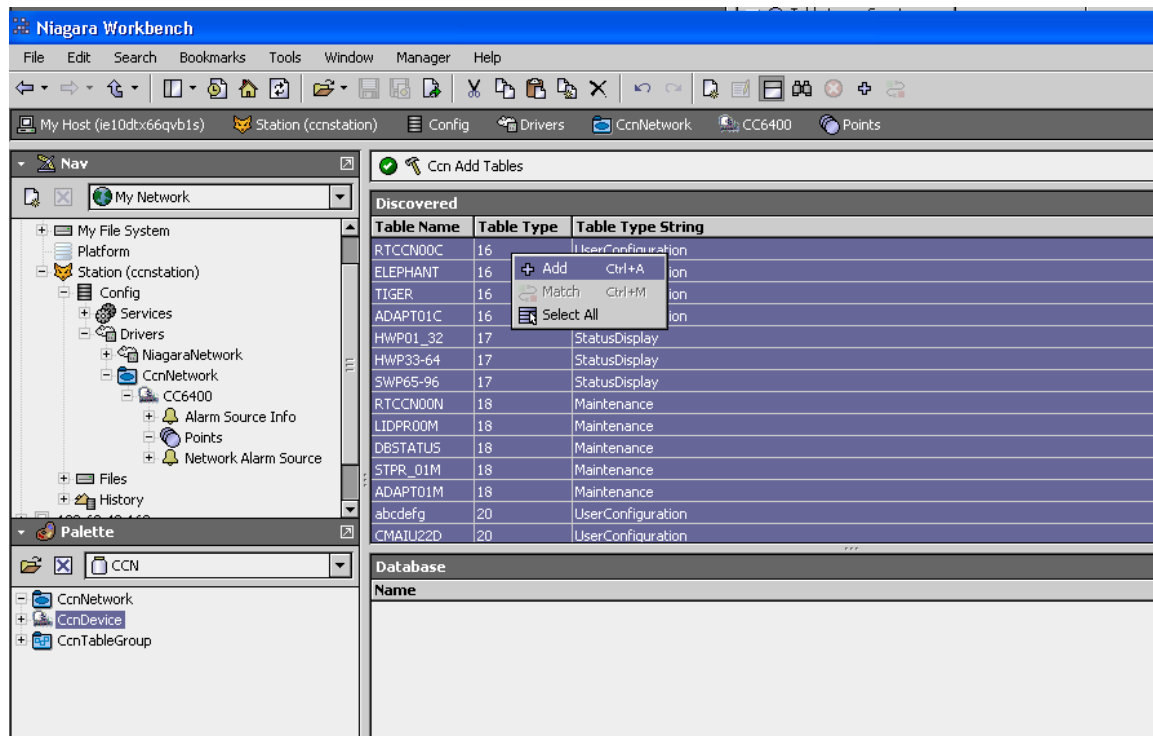 Niagara Workbench
File Edit Search Bookmarks Tools Window Manager Help
My Host (ie10dtx66qvb1s) Station (ccnstation) Config Drivers CcnNetwork CC6400 Points
Nav
My Network
My File System
Platform
Station (ccnstation)
Config
Services
Drivers
NiagaraNetwork
CcnNetwork
CC6400
Alarm Source Info
Points
Network Alarm Source
Files
History
Palette
CCN
CcnNetwork
CcnDevice
CcnTableGroup
Ccn Add Tables
Discovered
Table Name Table Type Table Type String
RTCCN00C 16 UserConfiguration
ELEPHANT 16 ion
TIGER 16 ion
ADAPT01C 16 ion
HWP01_32 17 StatusDisplay
HWP33-64 17 StatusDisplay
SWP65-96 17 StatusDisplay
RTCCN00N 18 Maintenance
LIDPR00M 18 Maintenance
DBSTATUS 18 Maintenance
STPR_01M 18 Maintenance
ADAPT01M 18 Maintenance
abcdefg 20 UserConfiguration
CMAIU22D 20 UserConfiguration
Add Ctrl+A
Match Ctrl+M
Select All
Database
Name